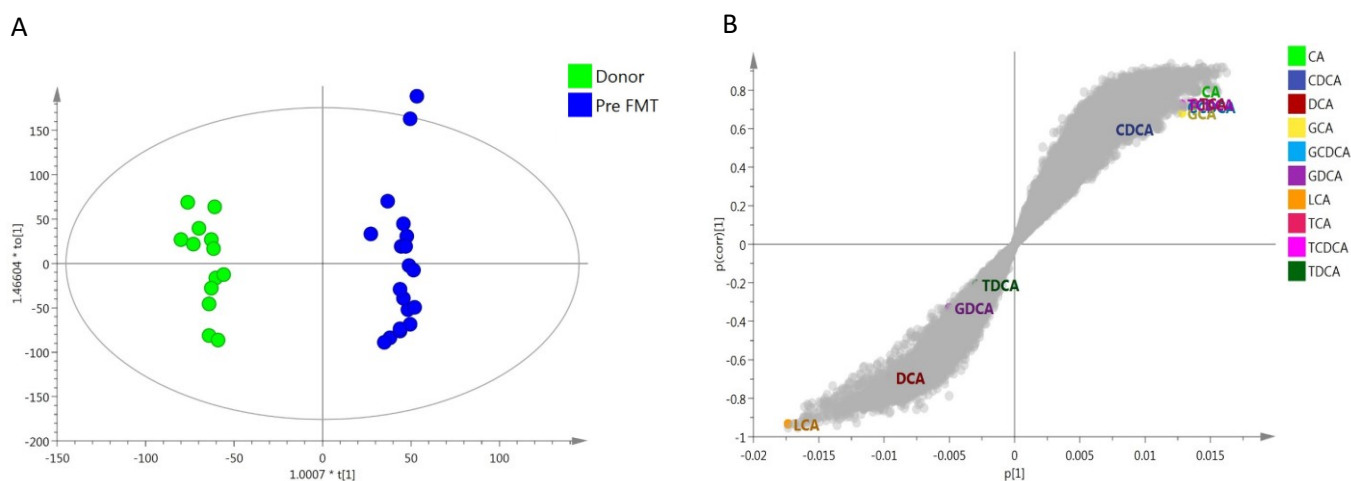 A
B
Donor
Pre FMT
150
100
50
0
-50
-100
-150
-200
-150
-100
-50
0
50
100
1.46604 * to[1]
1.0007 * t[1]
1
0.8
0.6
0.4
0.2
0
-0.2
-0.4
-0.6
-0.8
-1
-0.02
-0.015
-0.01
-0.005
0
0.005
0.01
0.015
p(corr)[1]
p[1]
CA
GCA
CDCA
TDCA
GDCA
DCA
LCA
CA
CDCA
DCA
GCA
GCDCA
GDCA
LCA
TCA
TCDCA
TDCA